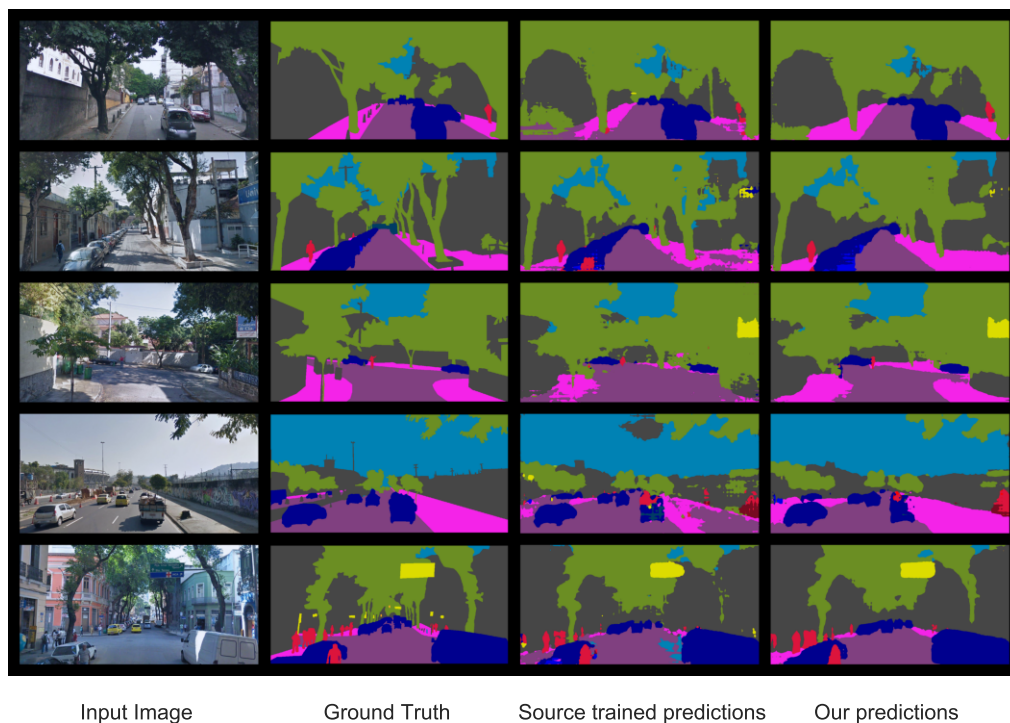 Input Image
Ground Truth
Source trained predictions
Our predictions